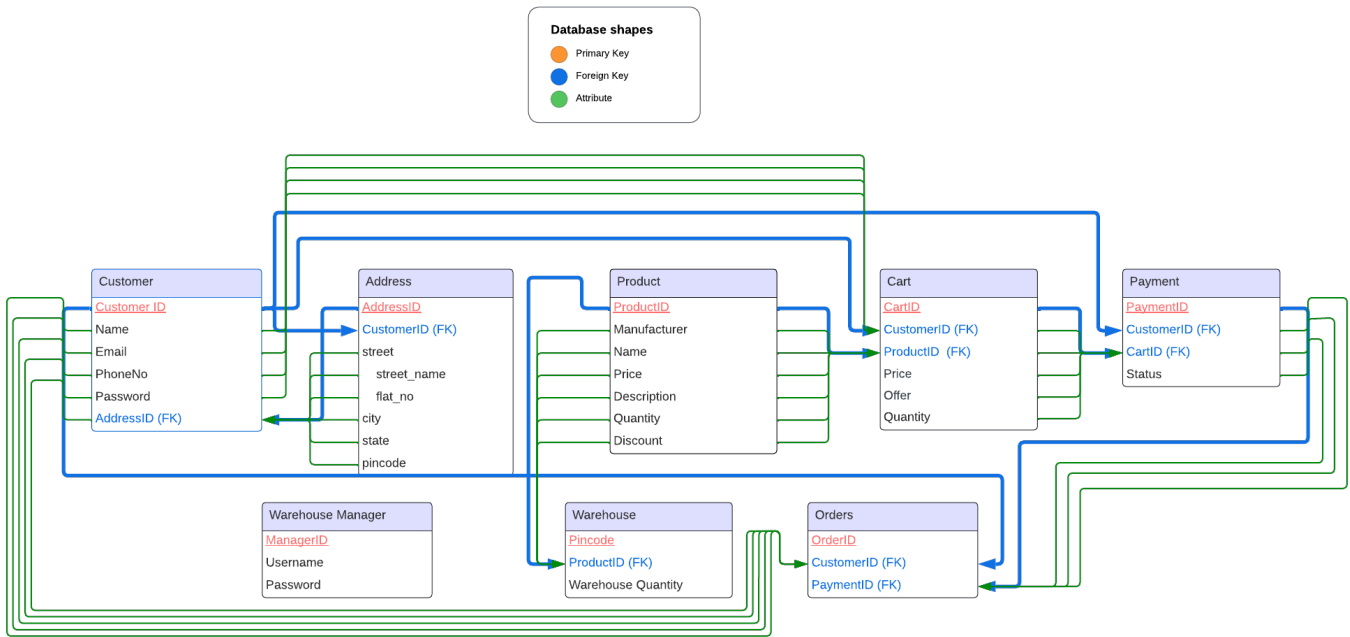 Database shapes
Primary Key
Foreign Key
Attribute
Customer
Customer ID
Name
Email
PhoneNo
Password
AddressID (FK)
Address
AddressID
CustomerID (FK)
street
street_name
flat_no
city
state
pincode
Product
ProductID
Manufacturer
Name
Price
Description
Quantity
Discount
Cart
CartID
CustomerID (FK)
ProductID (FK)
Price
Offer
Quantity
Payment
PaymentID
CustomerID (FK)
CartID (FK)
Status
Warehouse Manager
ManagerID
Username
Password
Warehouse
Pincode
ProductID (FK)
Warehouse Quantity
Orders
OrderID
CustomerID (FK)
PaymentID (FK)